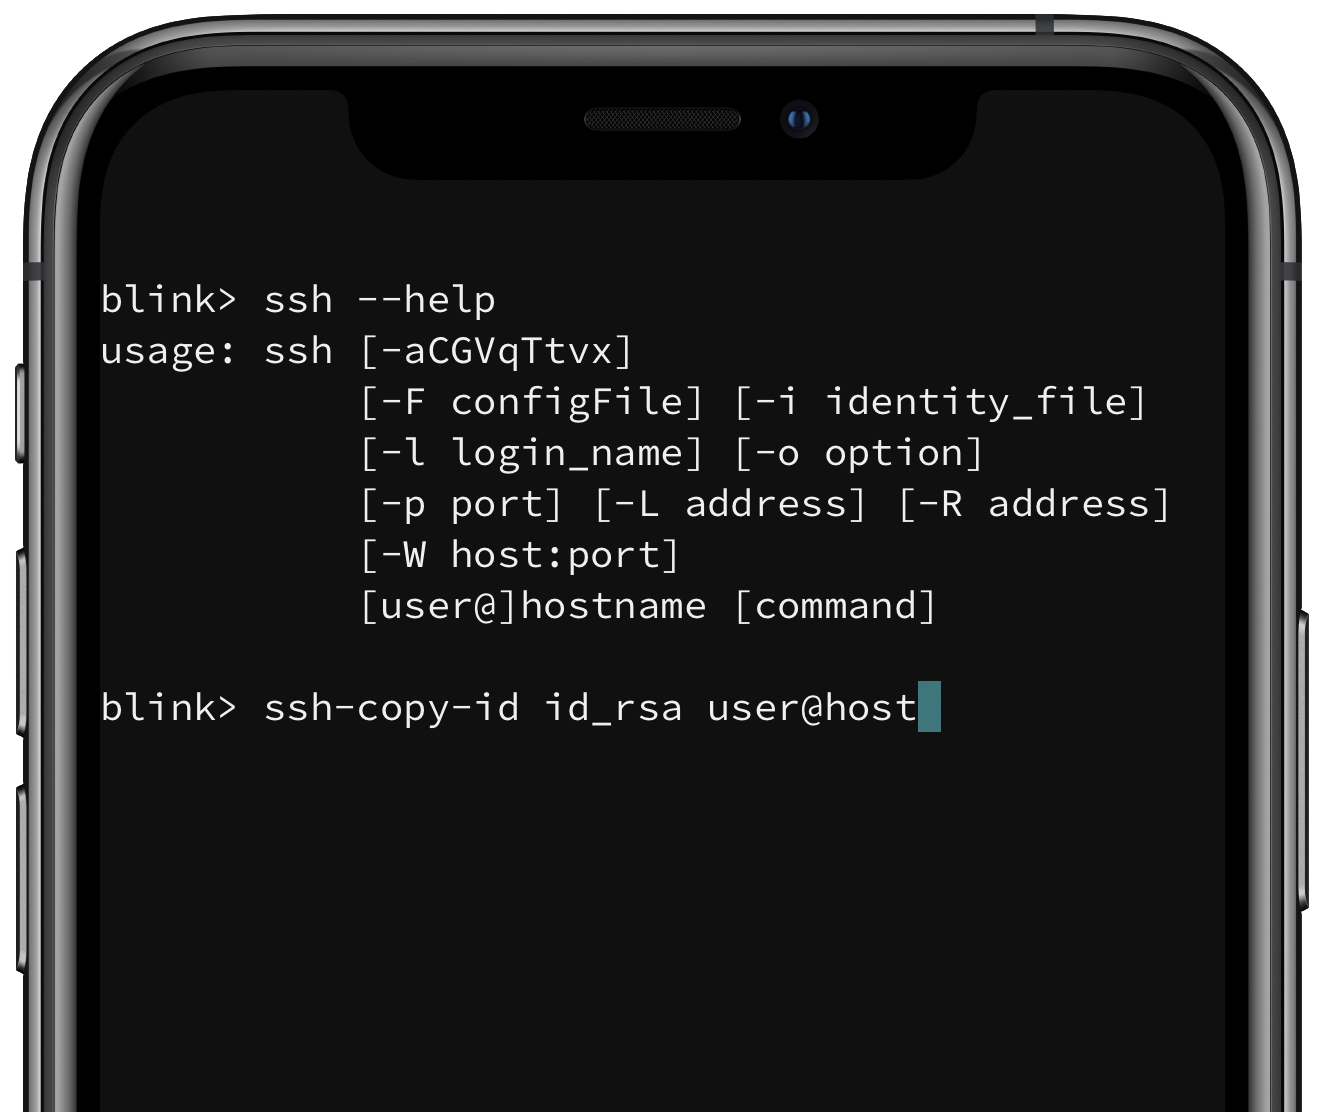 blink> ssh --help
usage: ssh [-aCGVqTtvx]
           [-F configFile] [-i identity_file]
           [-l login_name] [-o option]
           [-p port] [-L address] [-R address]
           [-W host:port]
           [user@]hostname [command]
blink> ssh-copy-id id_rsa user@host